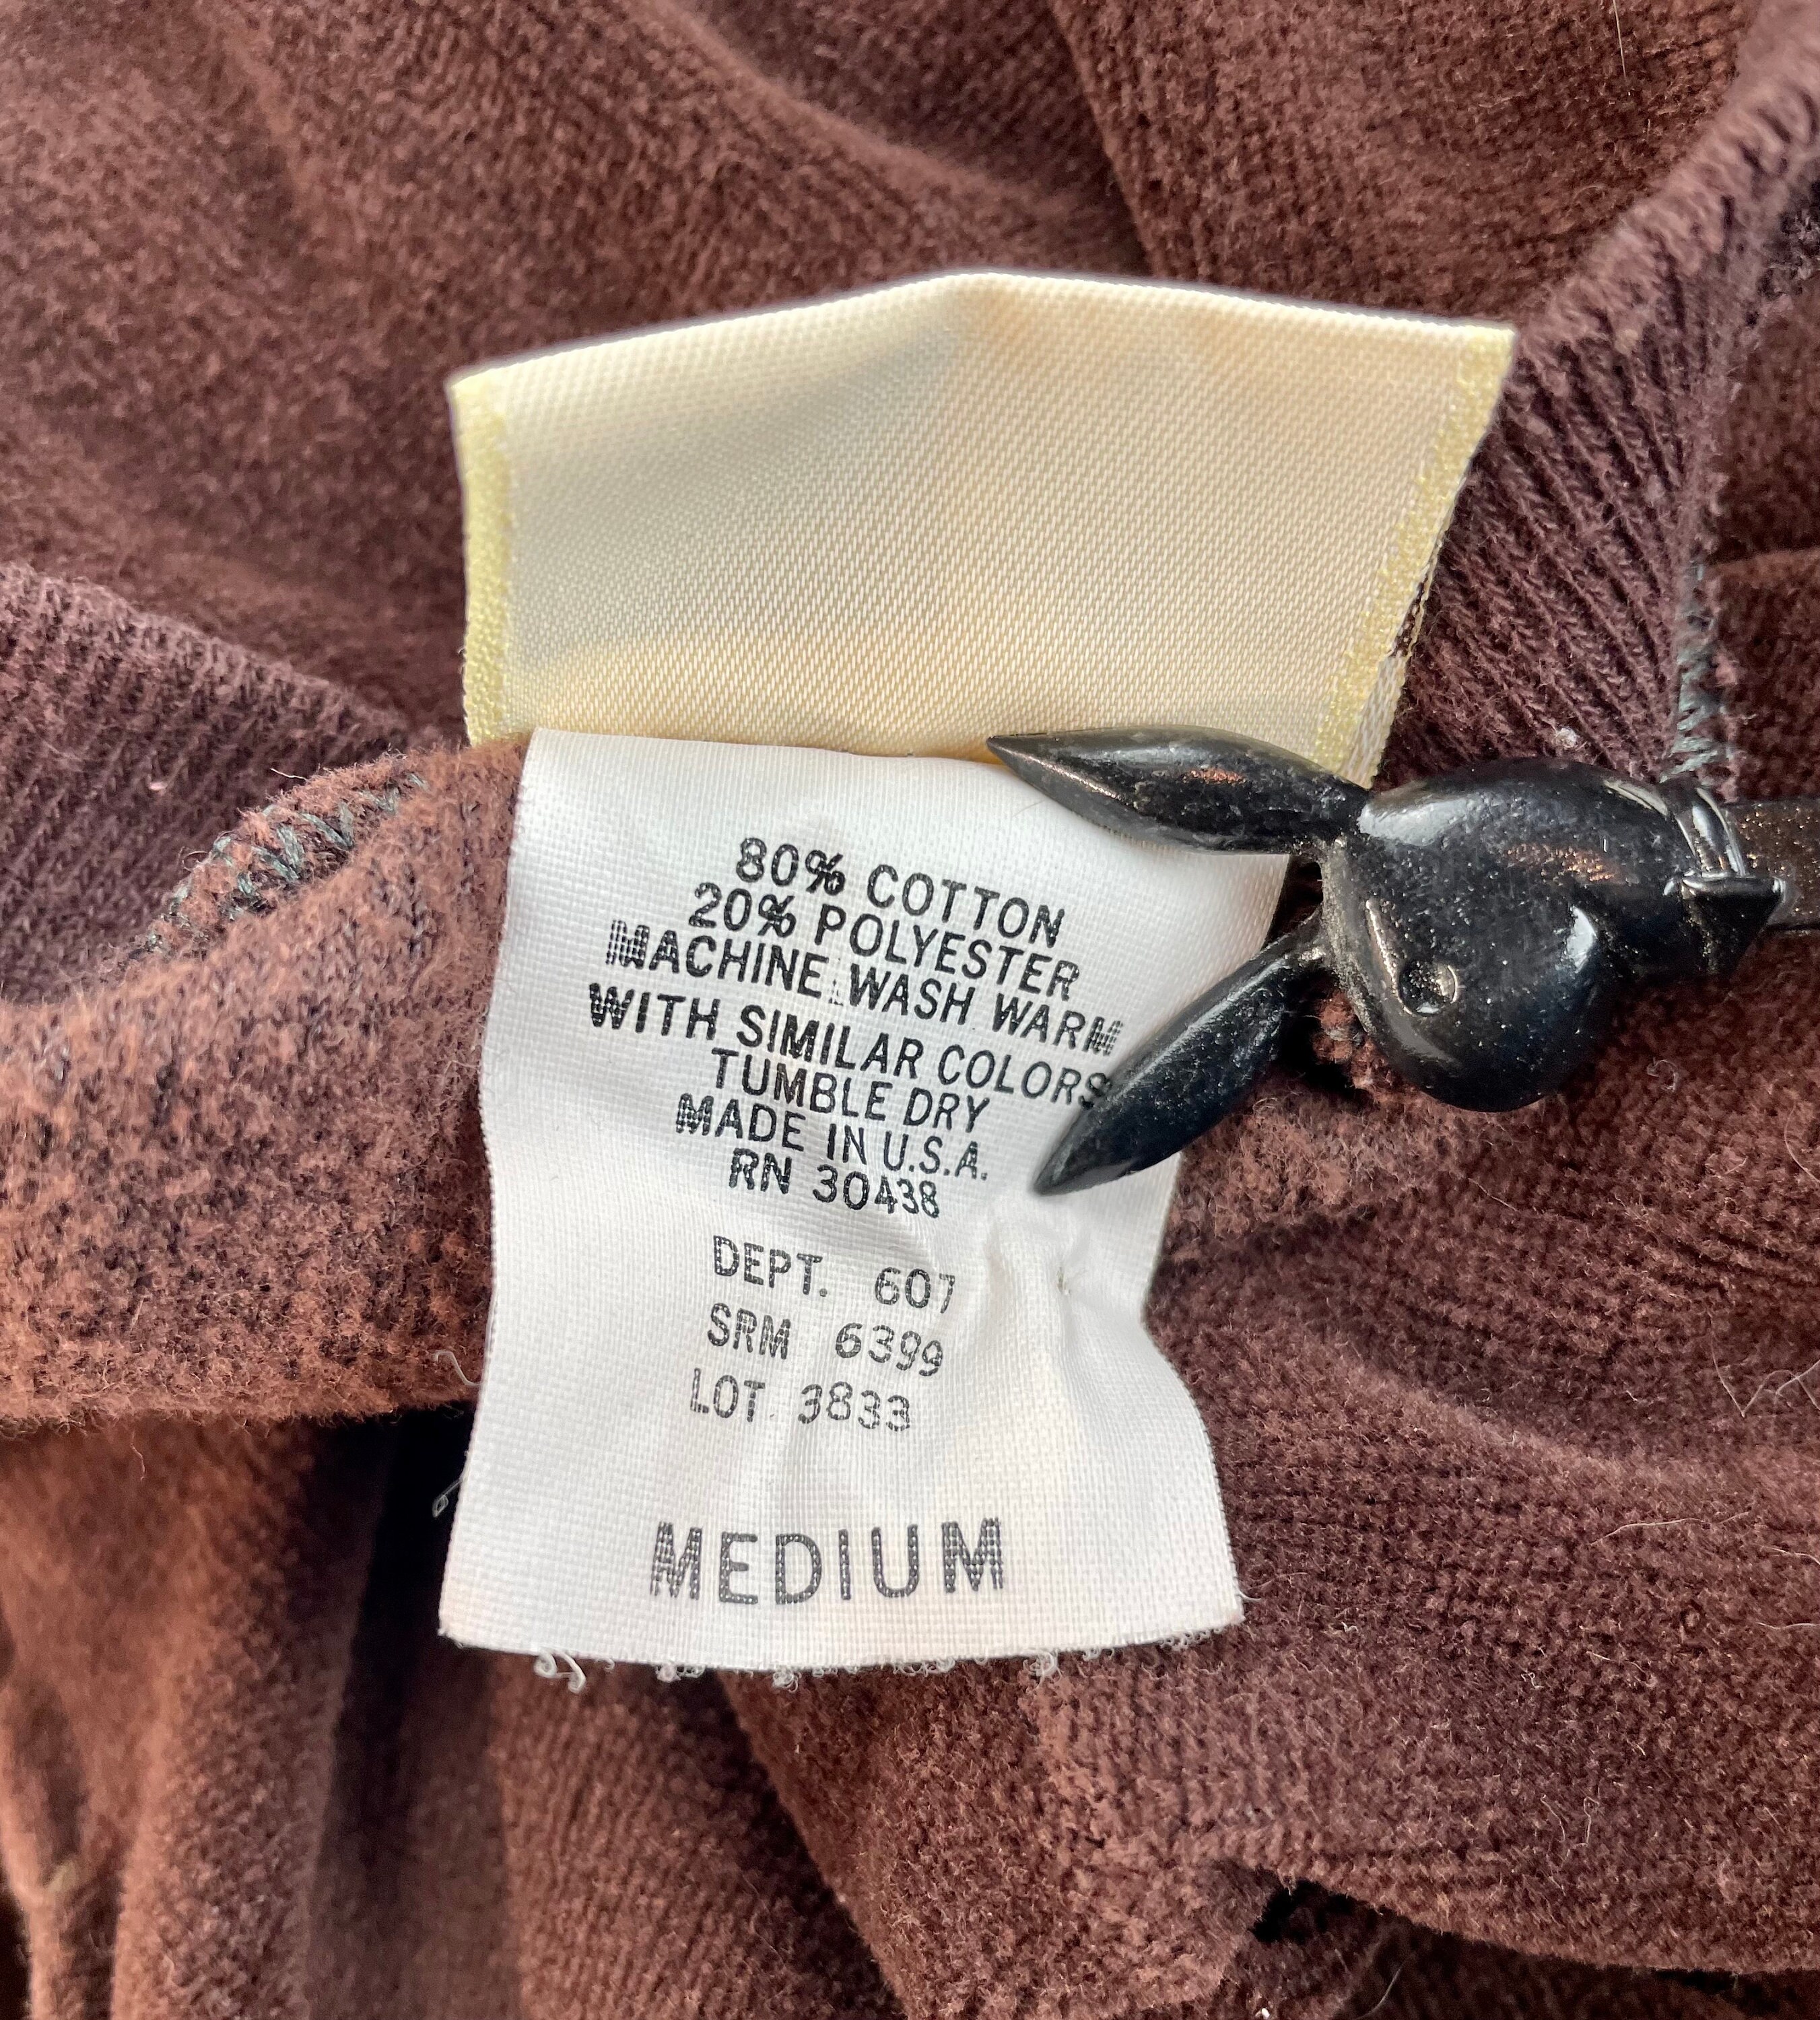 80% COTTON
20% POLYESTER
MACHINE WASH WARM
WITH SIMILAR COLORS
TUMBLE DRY
MADE IN U.S.A.
RN 30438
DEPT. 607
SRM 6399
LOT 3833
MEDIUM